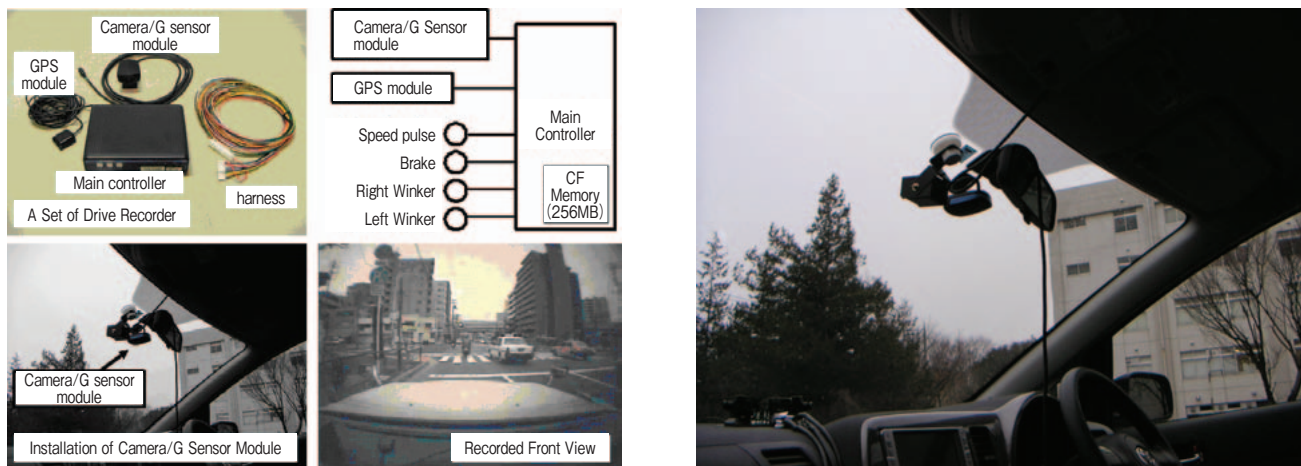 Camera/G sensor
module
GPS
module
Main controller
harness
A Set of Drive Recorder
Camera/G Sensor
module
GPS module
Speed pulse
Brake
Right Winker
Left Winker
Main
Controller
CF
Memory
(256MB)
Camera/G sensor
module
Installation of Camera/G Sensor Module
Recorded Front View